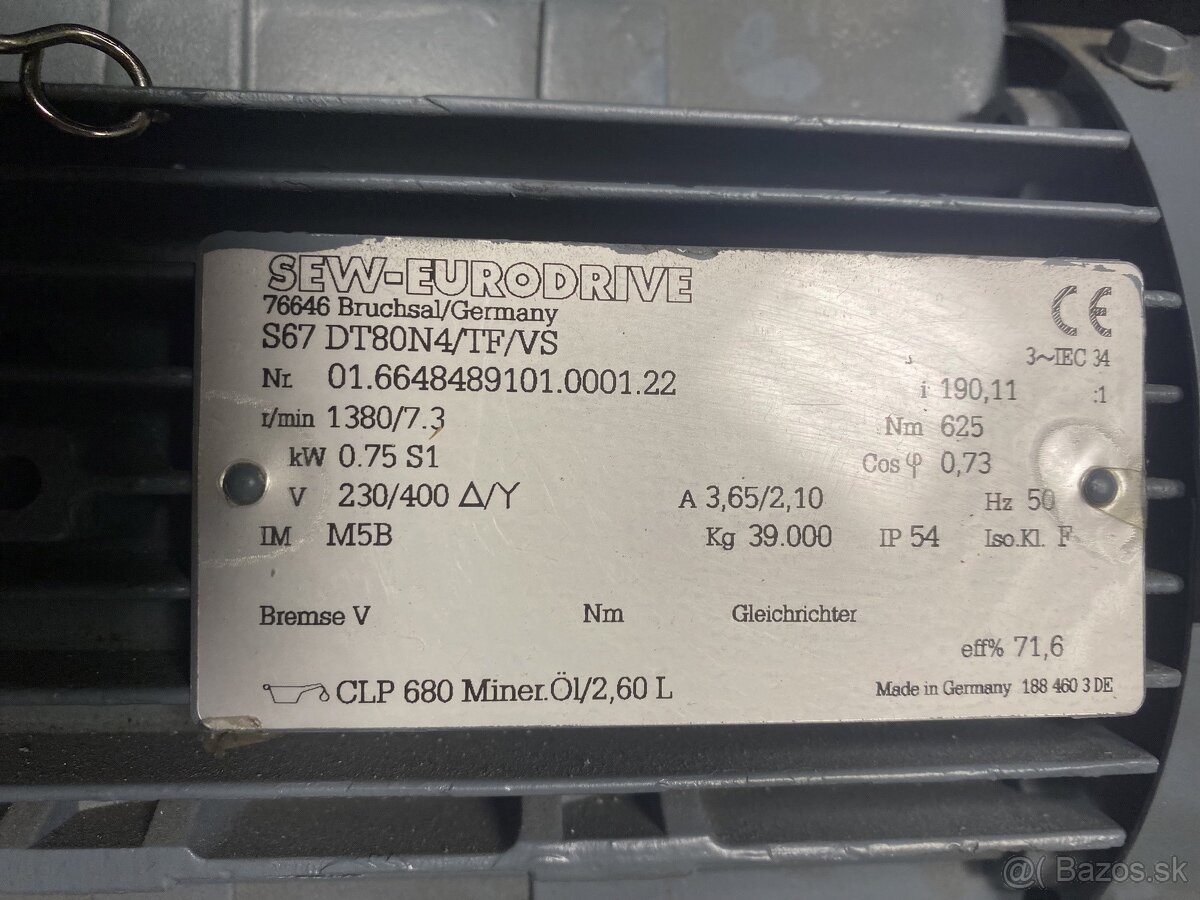 SEW-EURODRIVE
76646 Bruchsal/Germany
CE
S67 DT80N4/TF/VS
3~IEC 34
Nr. 01.6648489101.0001.22
i 190,11 :1
r/min 1380/7.3
Nm 625
kW 0.75 S1
Cos φ 0,73
V 230/400 Δ/Y
A 3,65/2,10
Hz 50
IM M5B
Kg 39.000
IP 54
Iso.Kl. F
Bremse V
Nm
Gleichrichter
eff% 71,6
CLP 680 Miner.Öl/2,60 L
Made in Germany 188 460 3 DE
@( Bazos.sk